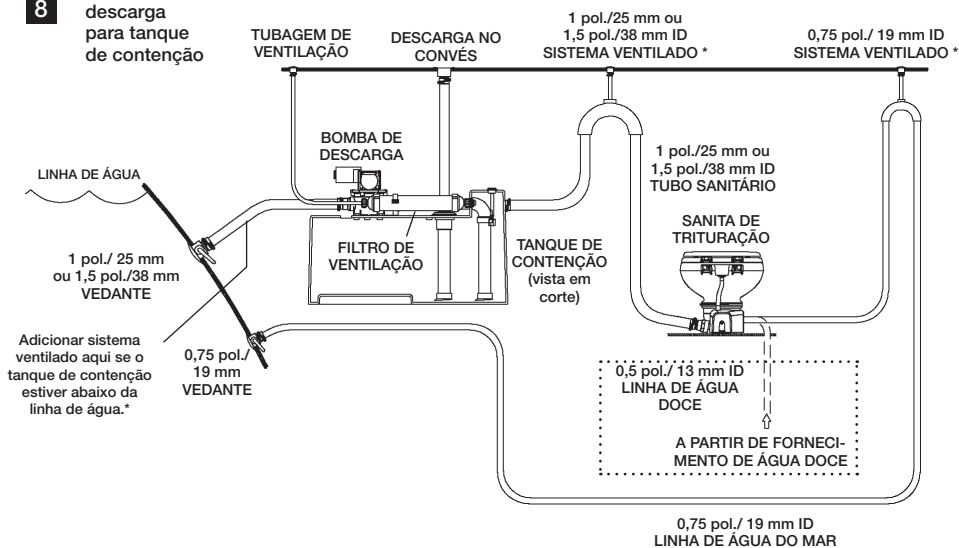 8
descarga
para tanque
de contenção
TUBAGEM DE
VENTILAÇÃO
DESCARGA NO
CONVÉS
1 pol./25 mm ou
1,5 pol./38 mm ID
SISTEMA VENTILADO *
0,75 pol./ 19 mm ID
SISTEMA VENTILADO *
BOMBA DE
DESCARGA
LINHA DE ÁGUA
1 pol./25 mm ou
1,5 pol./38 mm ID
TUBO SANITÁRIO
SANITA DE
TRITURAÇÃO
FILTRO DE
VENTILAÇÃO
TANQUE DE
CONTENÇÃO
(vista em
corte)
1 pol./ 25 mm
ou 1,5 pol./38 mm
VEDANTE
Adicionar sistema
ventilado aqui se o
tanque de contenção
estiver abaixo da
linha de água.*
0,75 pol./
19 mm
VEDANTE
0,5 pol./ 13 mm ID
LINHA DE ÁGUA
DOCE
A PARTIR DE FORNECI-
MENTO DE ÁGUA DOCE
0,75 pol./ 19 mm ID
LINHA DE ÁGUA DO MAR